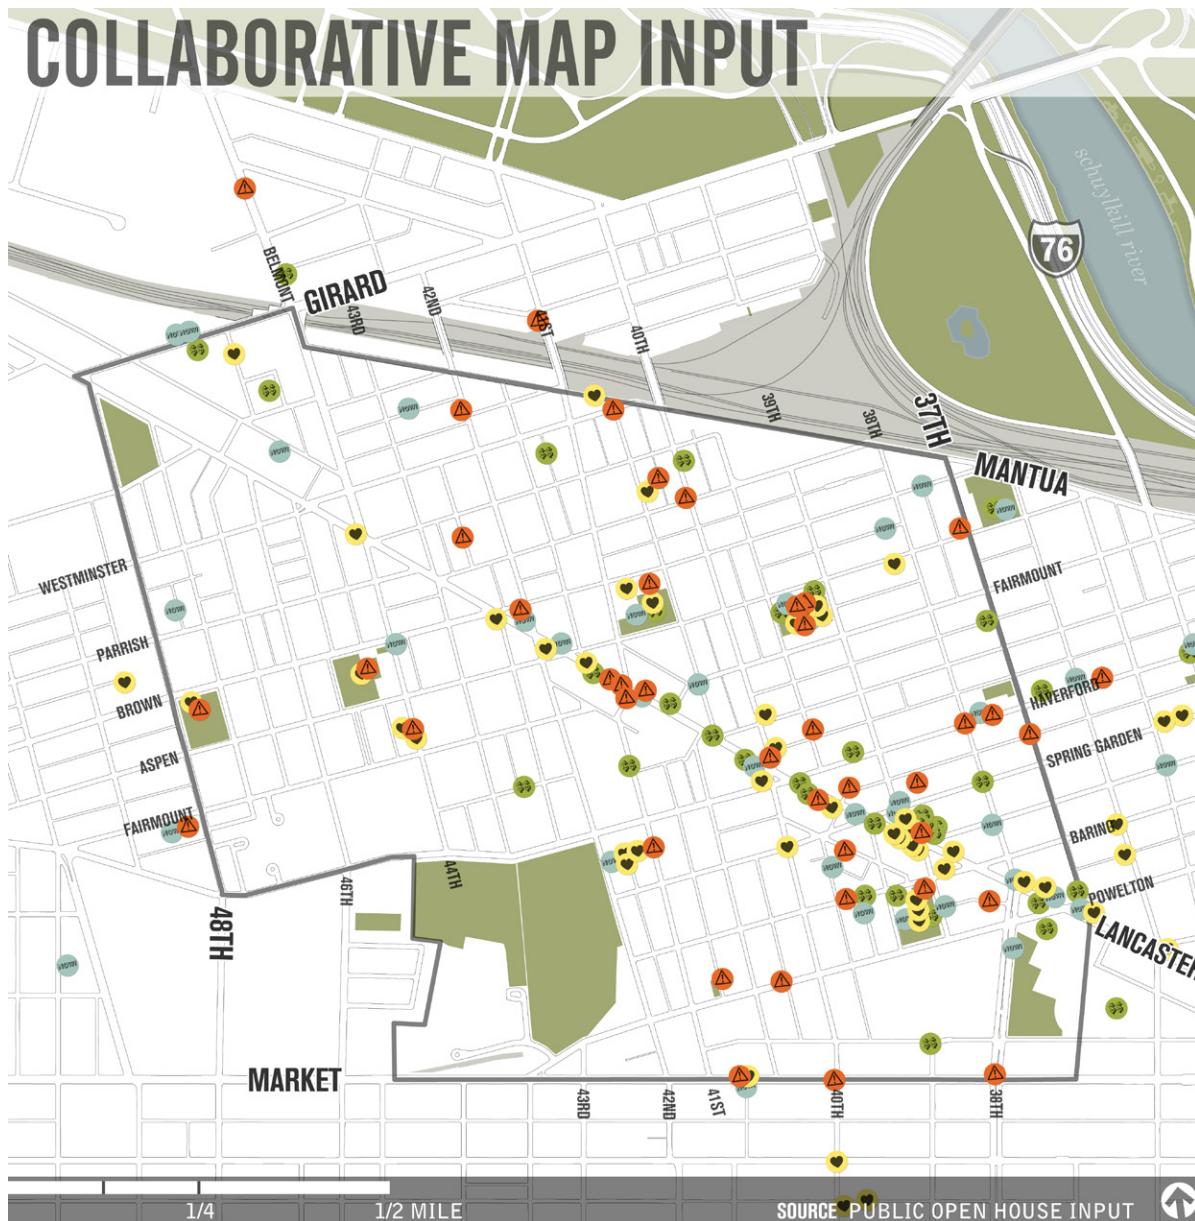 COLLABORATIVE MAP INPUT
schuylkill river
76
BELMONT
GIRARD
43RD
42ND
41ST
40TH
39TH
38TH
37TH
MANTUA
WESTMINSTER
FAIRMOUNT
PARRISH
BROWN
HAVERFORD
ASPEN
SPRING GARDEN
FAIRMOUNT
BARING
44TH
46TH
POWELTON
48TH
LANCASTER
MARKET
43RD
42ND
41ST
40TH
38TH
1/4
1/2 MILE
SOURCE PUBLIC OPEN HOUSE INPUT